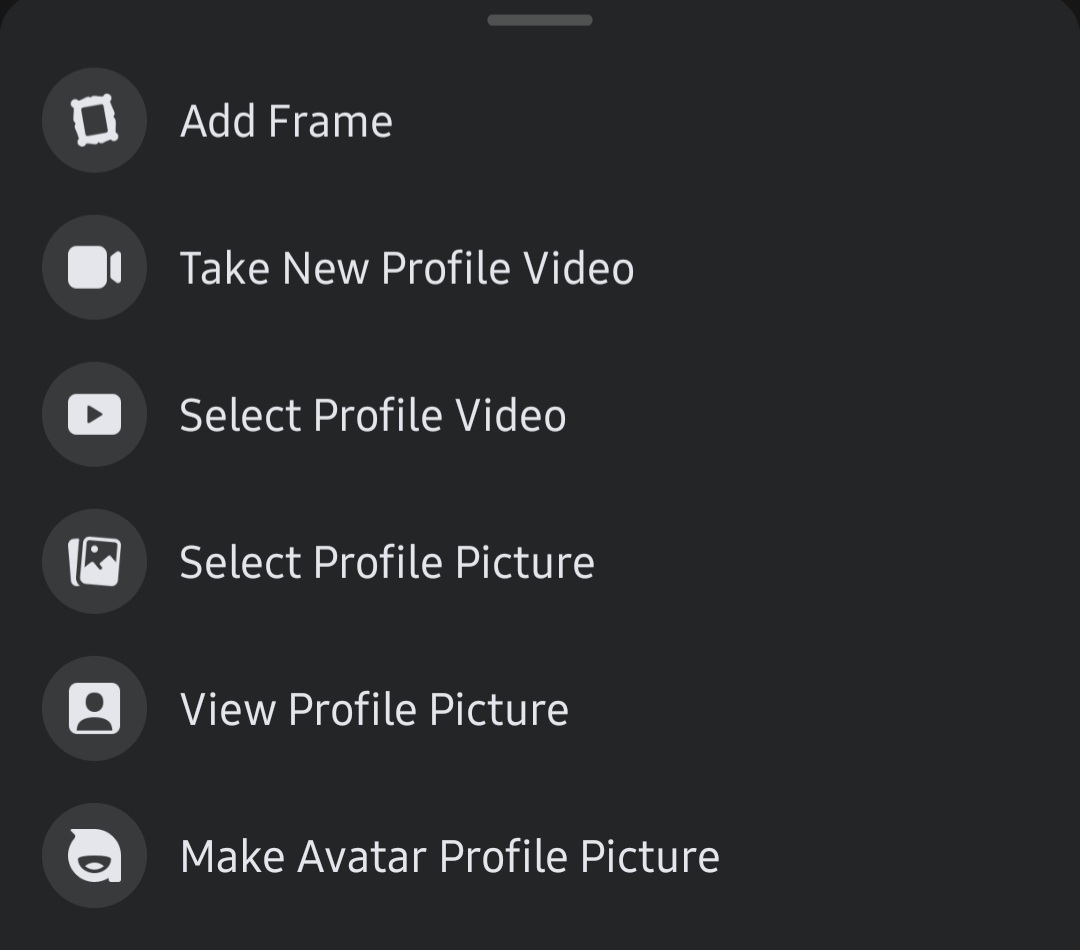 Add Frame
Take New Profile Video
Select Profile Video
Select Profile Picture
View Profile Picture
Make Avatar Profile Picture